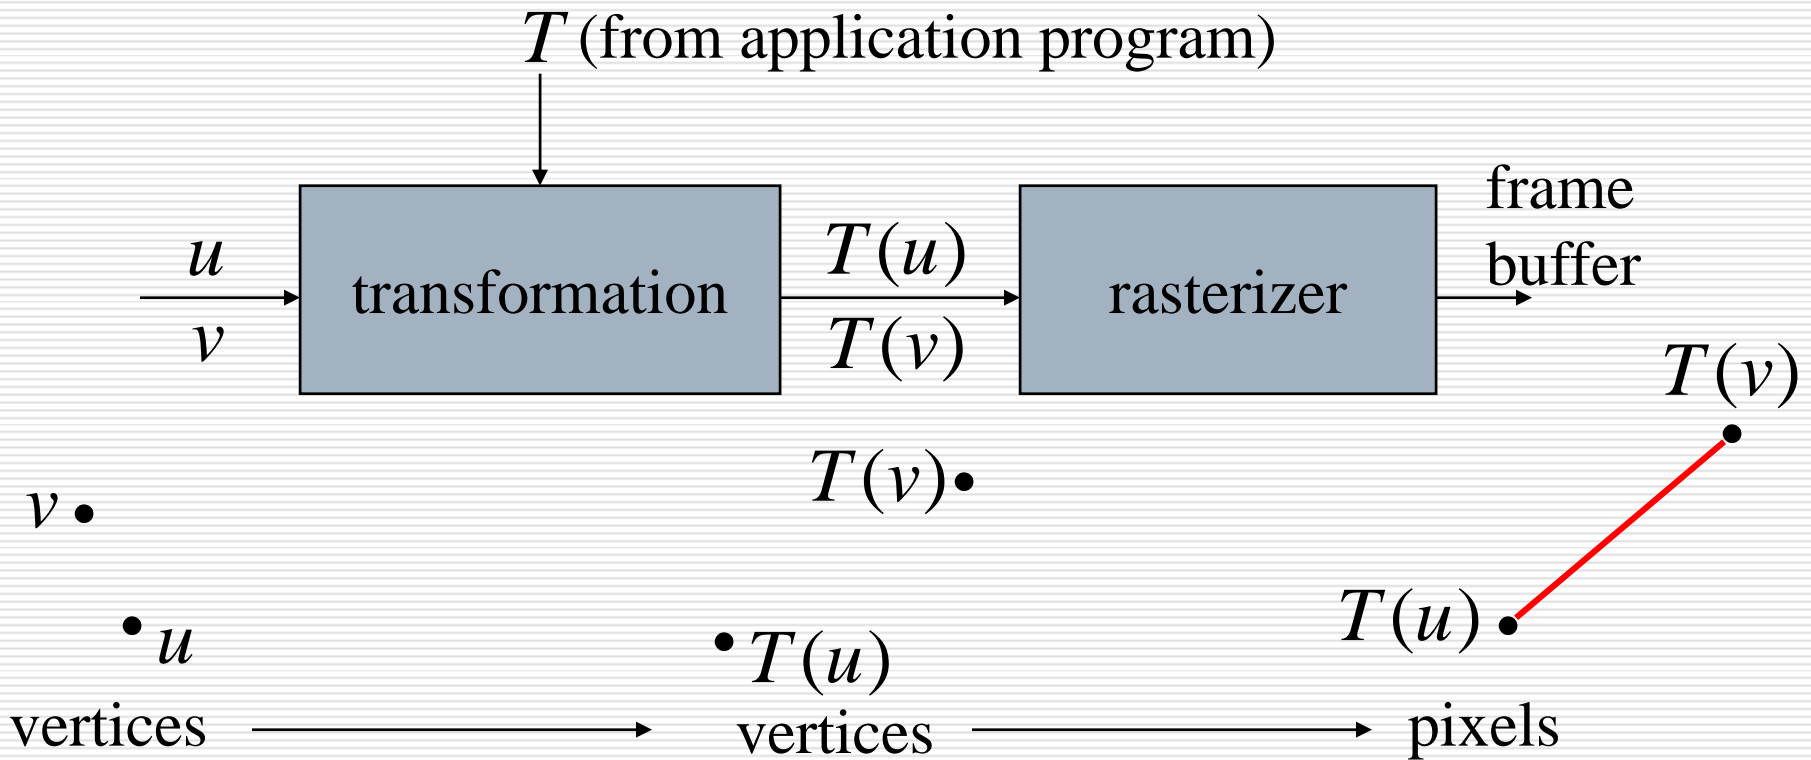 T (from application program)
frame
buffer
u
v
transformation
T(u)
T(v)
rasterizer
T(v)
T(v)
v
T(u)
u
T(u)
vertices
vertices
pixels